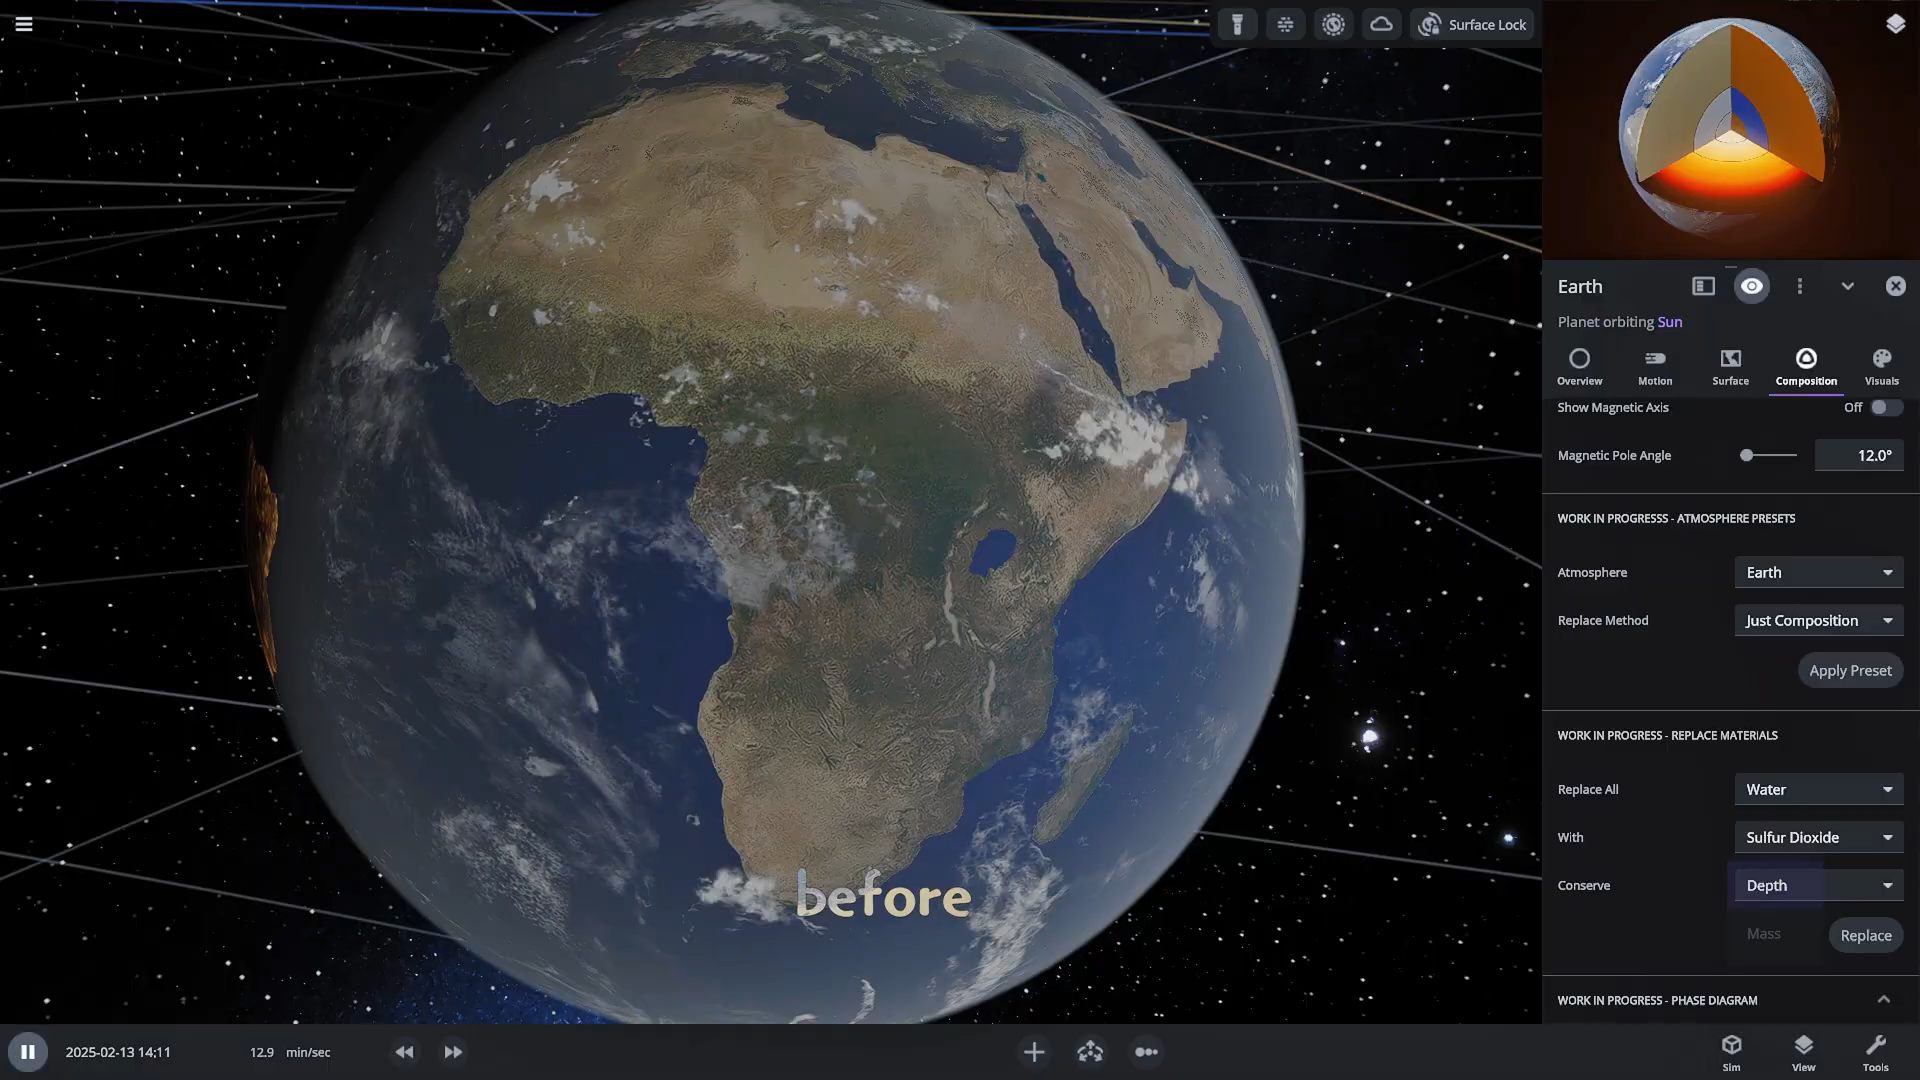 Surface Lock
Earth
Planet orbiting Sun
Overview
Motion
Surface
Composition
Visuals
Show Magnetic Axis
Off
Magnetic Pole Angle
12.0°
WORK IN PROGRESSS - ATMOSPHERE PRESETS
Atmosphere
Earth
Replace Method
Just Composition
Apply Preset
WORK IN PROGRESS - REPLACE MATERIALS
Replace All
Water
With
Sulfur Dioxide
Conserve
Depth
Mass
Replace
WORK IN PROGRESS - PHASE DIAGRAM
before
2025-02-13 14:11
12.9 min/sec
Sim
View
Tools